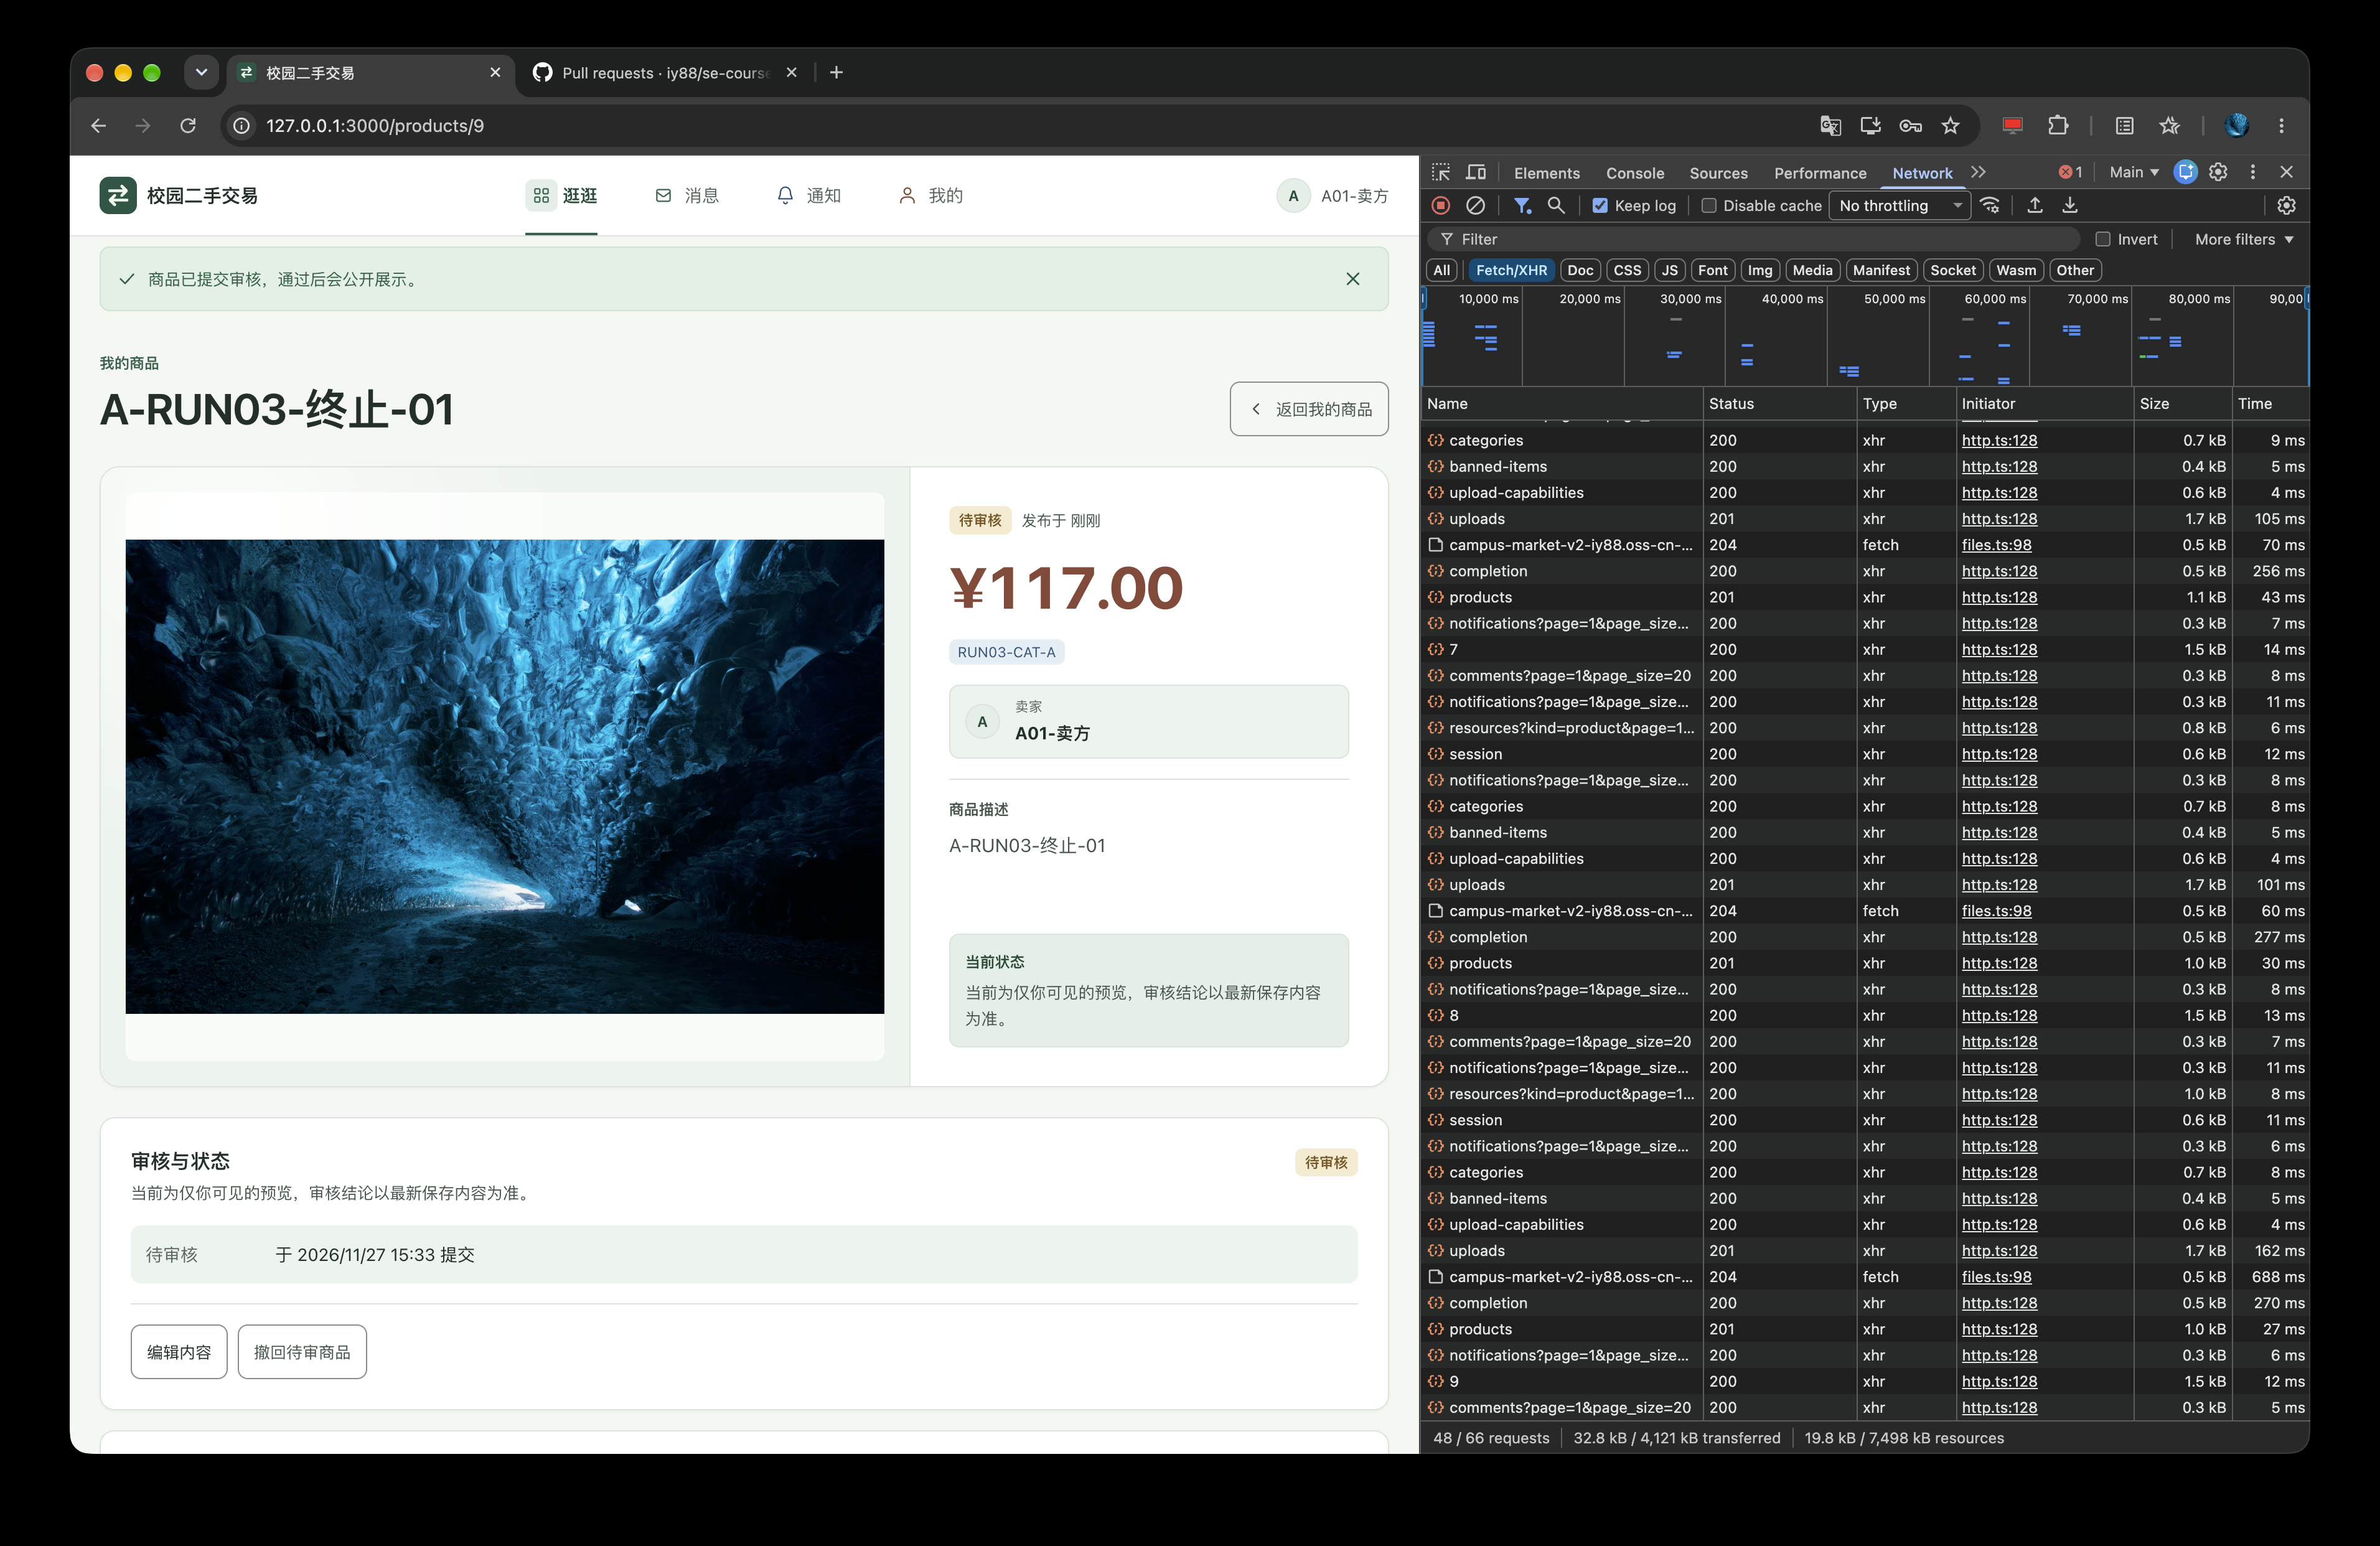 校园二手交易
Pull requests · iy88/se-cours
127.0.0.1:3000/products/9
校园二手交易
逛逛
消息
通知
我的
A
A01-卖方
商品已提交审核，通过后会公开展示。
我的商品
A-RUN03-终止-01
返回我的商品
待审核
发布于 刚刚
¥117.00
RUN03-CAT-A
A
卖家
A01-卖方
商品描述
A-RUN03-终止-01
当前状态
当前为仅你可见的预览，审核结论以最新保存内容
为准。
审核与状态
待审核
当前为仅你可见的预览，审核结论以最新保存内容为准。
待审核 于 2026/11/27 15:33 提交
编辑内容
撤回待审商品
Elements Console Sources Performance Network 1 Main
Keep log Disable cache No throttling
Filter Invert More filters
All Fetch/XHR Doc CSS JS Font Img Media Manifest Socket Wasm Other
10,000 ms 20,000 ms 30,000 ms 40,000 ms 50,000 ms 60,000 ms 70,000 ms 80,000 ms 90,00
Name Status Type Initiator Size Time
categories 200 xhr http.ts:128 0.7 kB 9 ms
banned-items 200 xhr http.ts:128 0.4 kB 5 ms
upload-capabilities 200 xhr http.ts:128 0.6 kB 4 ms
uploads 201 xhr http.ts:128 1.7 kB 105 ms
campus-market-v2-iy88.oss-cn-... 204 fetch files.ts:98 0.5 kB 70 ms
completion 200 xhr http.ts:128 0.5 kB 256 ms
products 201 xhr http.ts:128 1.1 kB 43 ms
notifications?page=1&page_size... 200 xhr http.ts:128 0.3 kB 7 ms
7 200 xhr http.ts:128 1.5 kB 14 ms
comments?page=1&page_size=20 200 xhr http.ts:128 0.3 kB 8 ms
notifications?page=1&page_size... 200 xhr http.ts:128 0.3 kB 11 ms
resources?kind=product&page=1... 200 xhr http.ts:128 0.8 kB 6 ms
session 200 xhr http.ts:128 0.6 kB 12 ms
notifications?page=1&page_size... 200 xhr http.ts:128 0.3 kB 8 ms
categories 200 xhr http.ts:128 0.7 kB 8 ms
banned-items 200 xhr http.ts:128 0.4 kB 5 ms
upload-capabilities 200 xhr http.ts:128 0.6 kB 4 ms
uploads 201 xhr http.ts:128 1.7 kB 101 ms
campus-market-v2-iy88.oss-cn-... 204 fetch files.ts:98 0.5 kB 60 ms
completion 200 xhr http.ts:128 0.5 kB 277 ms
products 201 xhr http.ts:128 1.0 kB 30 ms
notifications?page=1&page_size... 200 xhr http.ts:128 0.3 kB 8 ms
8 200 xhr http.ts:128 1.5 kB 13 ms
comments?page=1&page_size=20 200 xhr http.ts:128 0.3 kB 7 ms
notifications?page=1&page_size... 200 xhr http.ts:128 0.3 kB 11 ms
resources?kind=product&page=1... 200 xhr http.ts:128 1.0 kB 8 ms
session 200 xhr http.ts:128 0.6 kB 11 ms
notifications?page=1&page_size... 200 xhr http.ts:128 0.3 kB 6 ms
categories 200 xhr http.ts:128 0.7 kB 8 ms
banned-items 200 xhr http.ts:128 0.4 kB 5 ms
upload-capabilities 200 xhr http.ts:128 0.6 kB 4 ms
uploads 201 xhr http.ts:128 1.7 kB 162 ms
campus-market-v2-iy88.oss-cn-... 204 fetch files.ts:98 0.5 kB 688 ms
completion 200 xhr http.ts:128 0.5 kB 270 ms
products 201 xhr http.ts:128 1.0 kB 27 ms
notifications?page=1&page_size... 200 xhr http.ts:128 0.3 kB 6 ms
9 200 xhr http.ts:128 1.5 kB 12 ms
comments?page=1&page_size=20 200 xhr http.ts:128 0.3 kB 5 ms
48 / 66 requests 32.8 kB / 4,121 kB transferred 19.8 kB / 7,498 kB resources